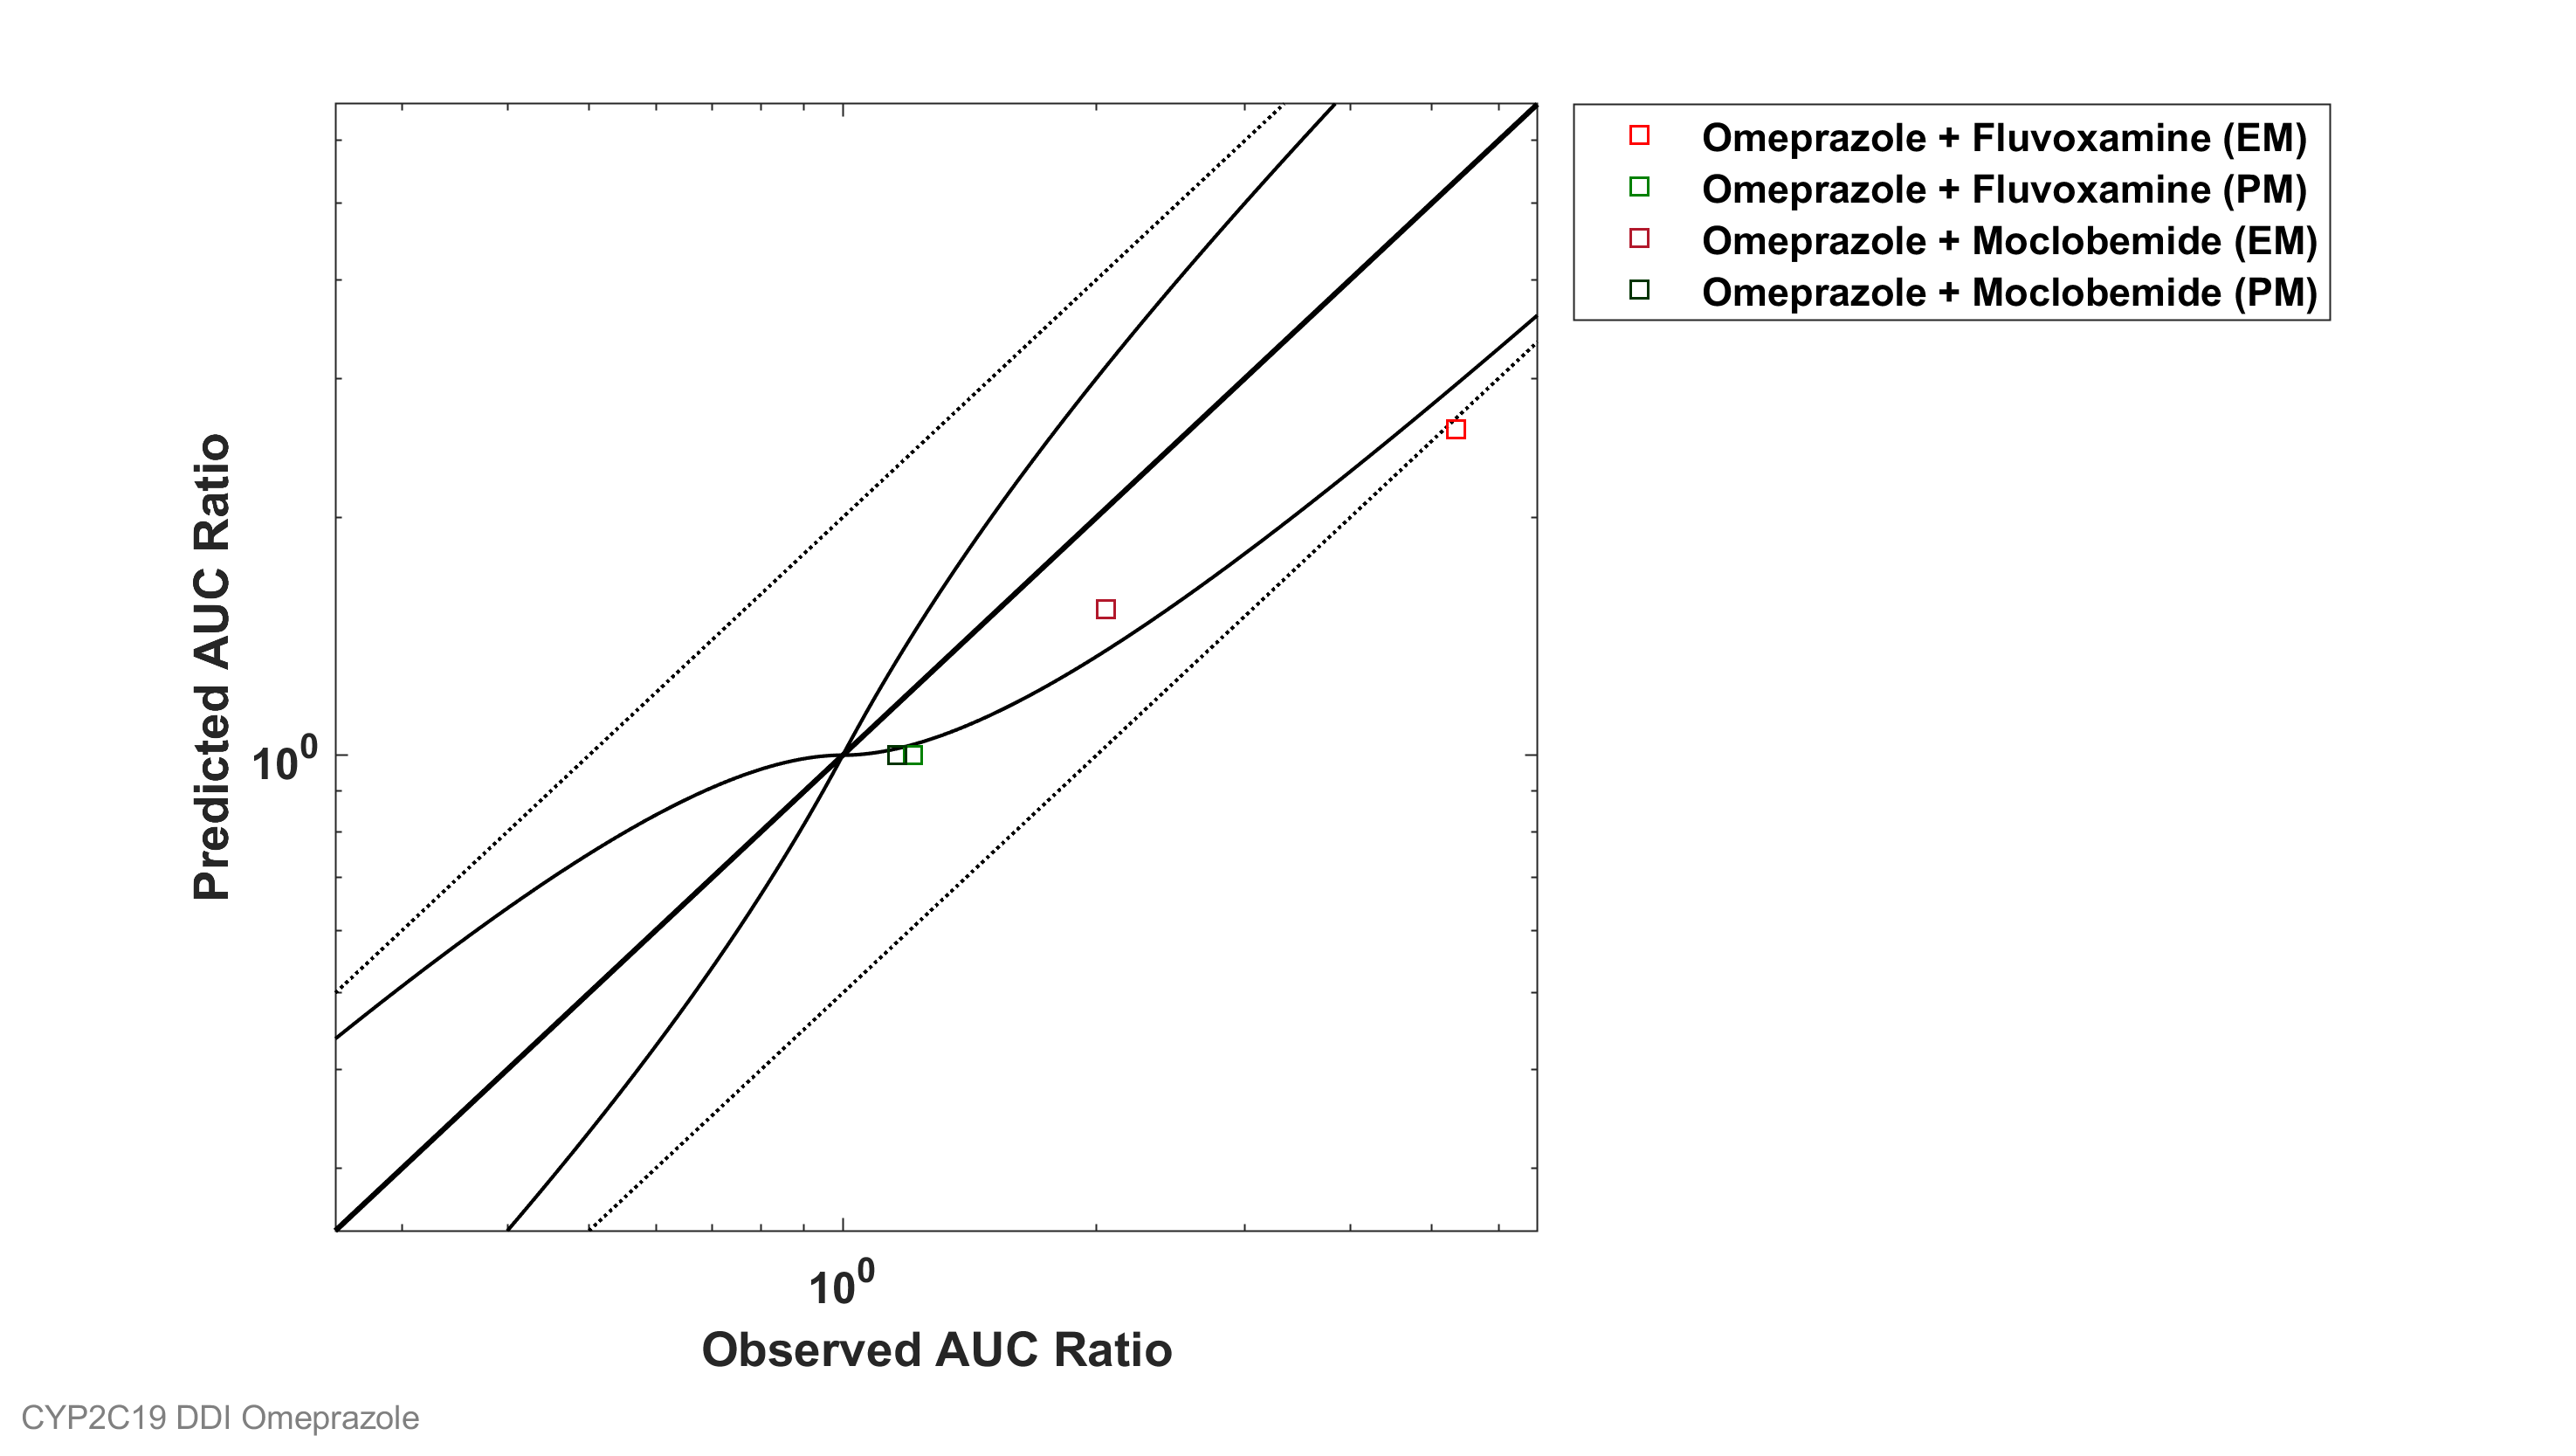 Omeprazole + Fluvoxamine (EM)
Omeprazole + Fluvoxamine (PM)
Omeprazole + Moclobemide (EM)
Omeprazole + Moclobemide (PM)
Predicted AUC Ratio
10^0
10^0
Observed AUC Ratio
CYP2C19 DDI Omeprazole